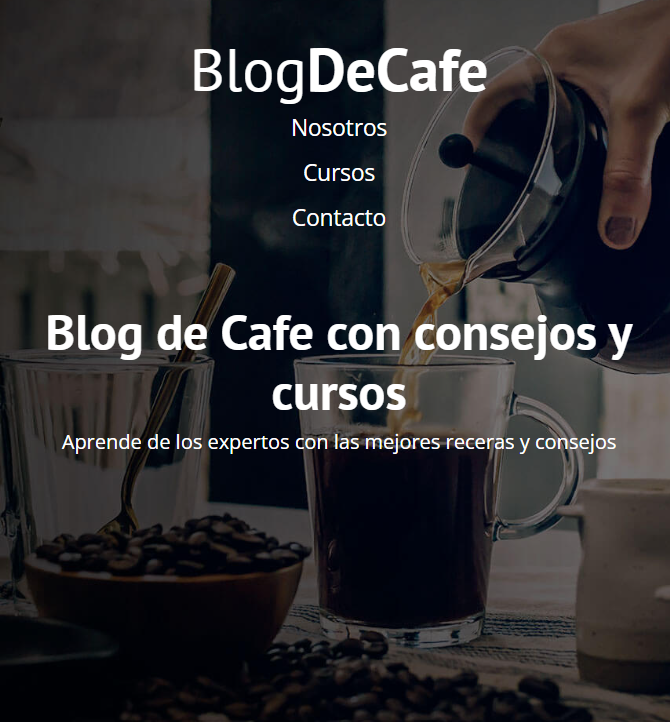 BlogDeCafe
Nosotros
Cursos
Contacto
Blog de Cafe con consejos y
cursos
Aprende de los expertos con las mejores receras y consejos